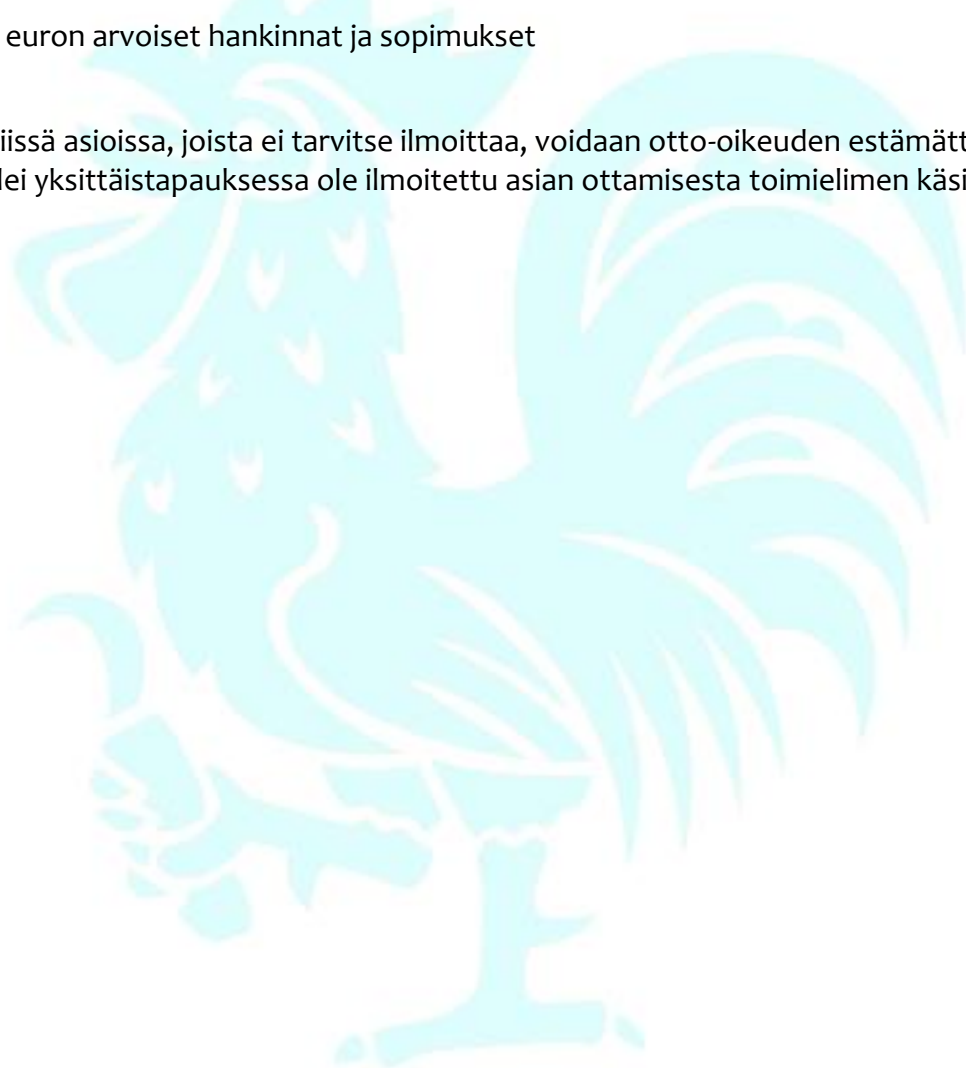 euron arvoiset hankinnat ja sopimukset
iissä asioissa, joista ei tarvitse ilmoittaa, voidaan otto-oikeuden estämätt
lei yksittäistapauksessa ole ilmoitettu asian ottamisesta toimielimen käsi